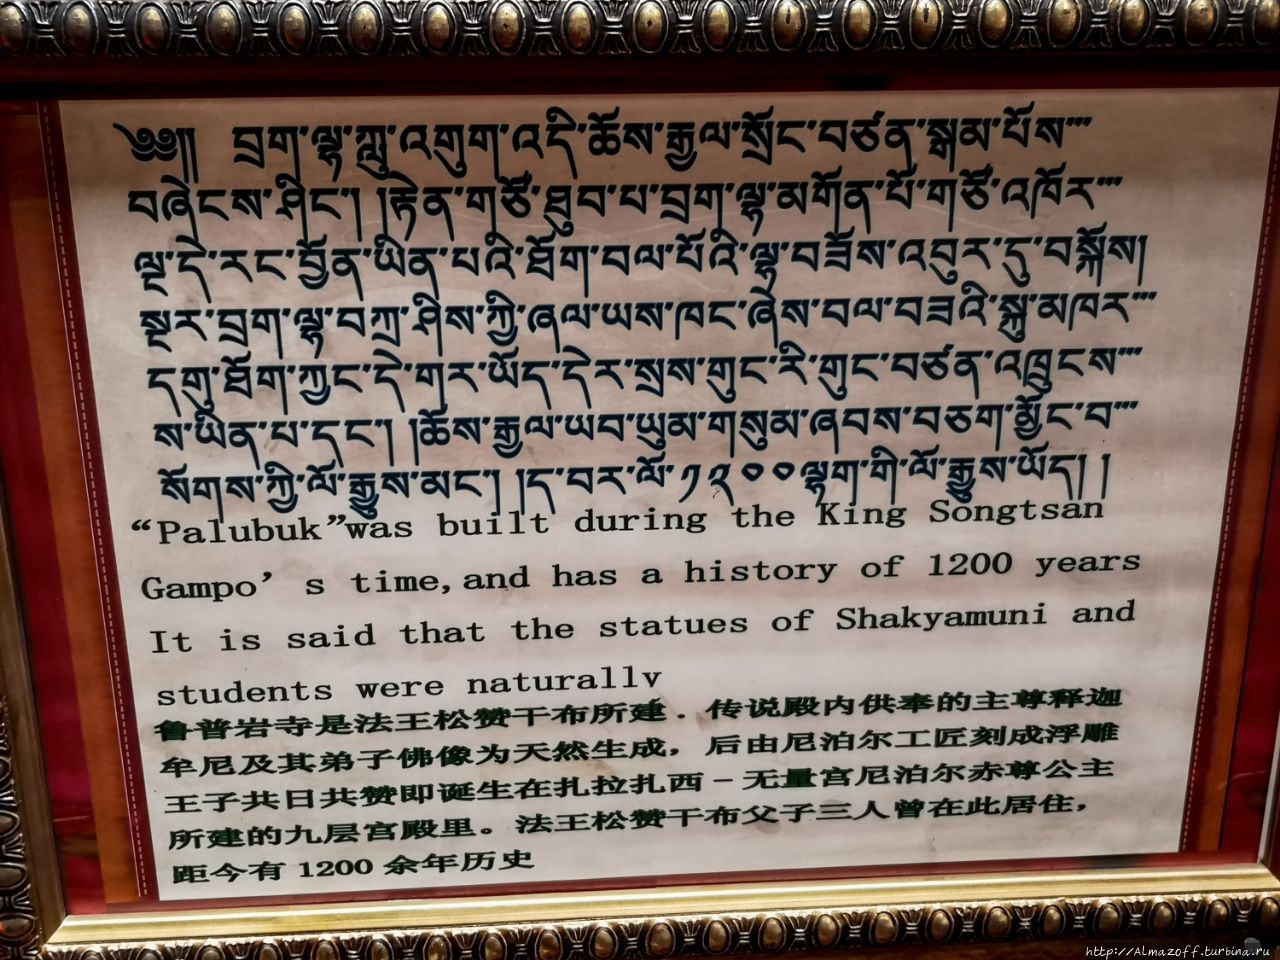 ༄༅།། བྲག་ལྷ་ཀླུ་འགུག་འདི་ཆོས་རྒྱལ་སྲོང་བཙན་སྒམ་པོས་་་
བཞེངས་ཤིང་། །རྟེན་གཙོ་ཐུབ་པ་བྲག་ལྷ་མགོན་པོ་གཙོ་འཁོར་་་
ལྔ་དེ་རང་བྱོན་ཡིན་པའི་ཐོག་བལ་པོའི་ལྷ་བཟོས་འབུར་དུ་བསྐོས།
སྔར་བྲག་ལྷ་བཀྲ་ཤིས་ཀྱི་ཞལ་ཡས་ཁང་ཞེས་བལ་བཟའི་སྐུ་མཁར་་་
དགུ་ཐོག་ཀྱང་དེ་གར་ཡོད་དེར་སྲས་གུང་རི་གུང་བཙན་འཁྲུངས་་་
ས་ཡིན་པ་དང་། །ཆོས་རྒྱལ་ཡབ་ཡུམ་གསུམ་ཞབས་བཅག་མྱོང་བ་་་
སོགས་ཀྱི་ལོ་རྒྱུས་མང་། །ད་བར་ལོ་༡༢༠༠ལྷག་གི་ལོ་རྒྱུས་ཡོད། །
“Palubuk”was built during the King Songtsan
Gampo’s time,and has a history of 1200 years
It is said that the statues of Shakyamuni and
students were naturally
鲁普岩寺是法王松赞干布所建．传说殿内供奉的主尊释迦
牟尼及其弟子佛像为天然生成，后由尼泊尔工匠刻成浮雕
王子共日共赞即诞生在扎拉扎西－无量宫尼泊尔赤尊公主
所建的九层宫殿里。法王松赞干布父子三人曾在此居住，
距今有 1200 余年历史
http://Almazoff.turbina.ru